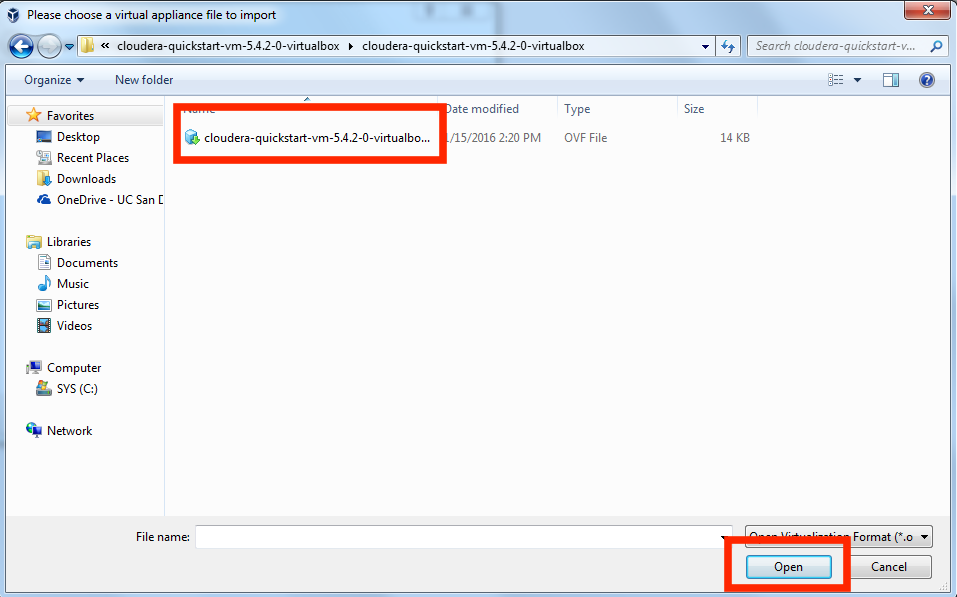 Please choose a virtual appliance file to import
« cloudera-quickstart-vm-5.4.2-0-virtualbox ▸ cloudera-quickstart-vm-5.4.2-0-virtualbox
Search cloudera-quickstart-v...
Organize New folder
Name Date modified Type Size
cloudera-quickstart-vm-5.4.2-0-virtualbo... 1/15/2016 2:20 PM OVF File 14 KB
Favorites
Desktop
Recent Places
Downloads
OneDrive - UC San D
Libraries
Documents
Music
Pictures
Videos
Computer
SYS (C:)
Network
File name:
Open Virtualization Format (*.o
Open Cancel